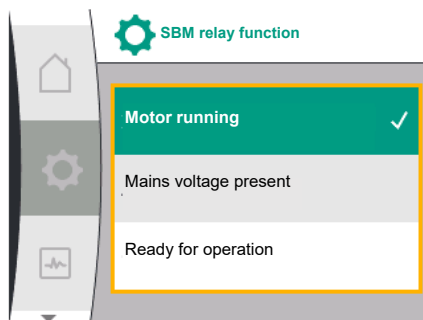 SBM relay function
Motor running
Mains voltage present
Ready for operation